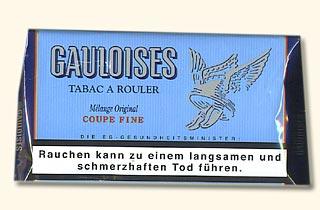 GAULOISES
TABAC A ROULER
Mélange Original
COUPE FINE
DIE EG-GESUNDHEITSMINISTER:
Rauchen kann zu einem langsamen und
schmerzhaften Tod führen.